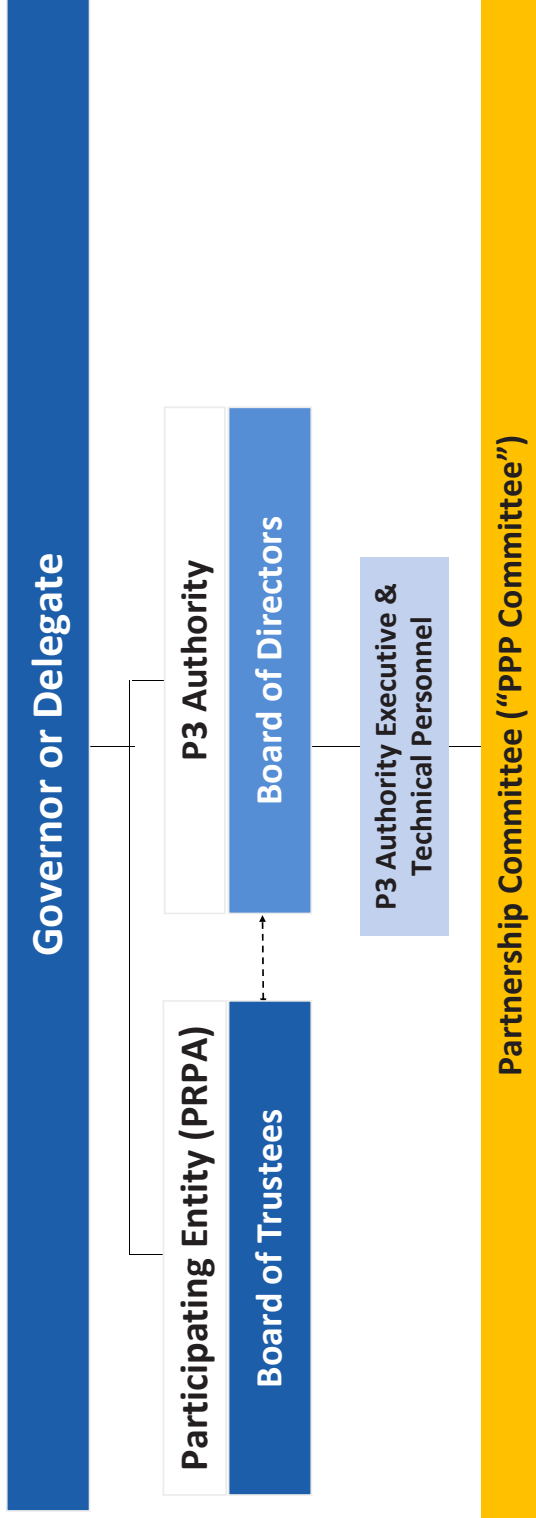 Governor or Delegate
Participating Entity (PRPA)
Board of Trustees
P3 Authority
Board of Directors
P3 Authority Executive &
Technical Personnel
Partnership Committee (“PPP Committee”)